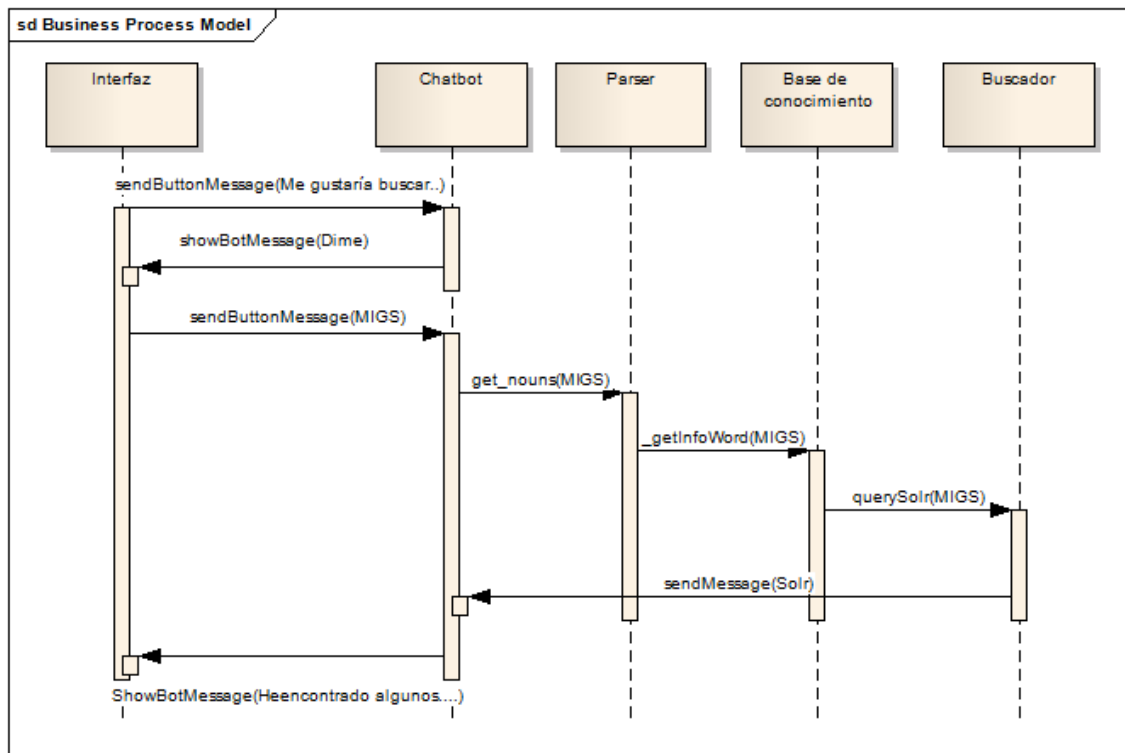 sd Business Process Model
Interfaz
Chatbot
Parser
Base de
conocimiento
Buscador
sendButtonMessage(Me gustaría buscar..)
showBotMessage(Dime)
sendButtonMessage(MIGS)
get_nouns(MIGS)
_getInfoWord(MIGS)
querySolr(MIGS)
sendMessage(Solr)
ShowBotMessage(Heencontrado algunos....)